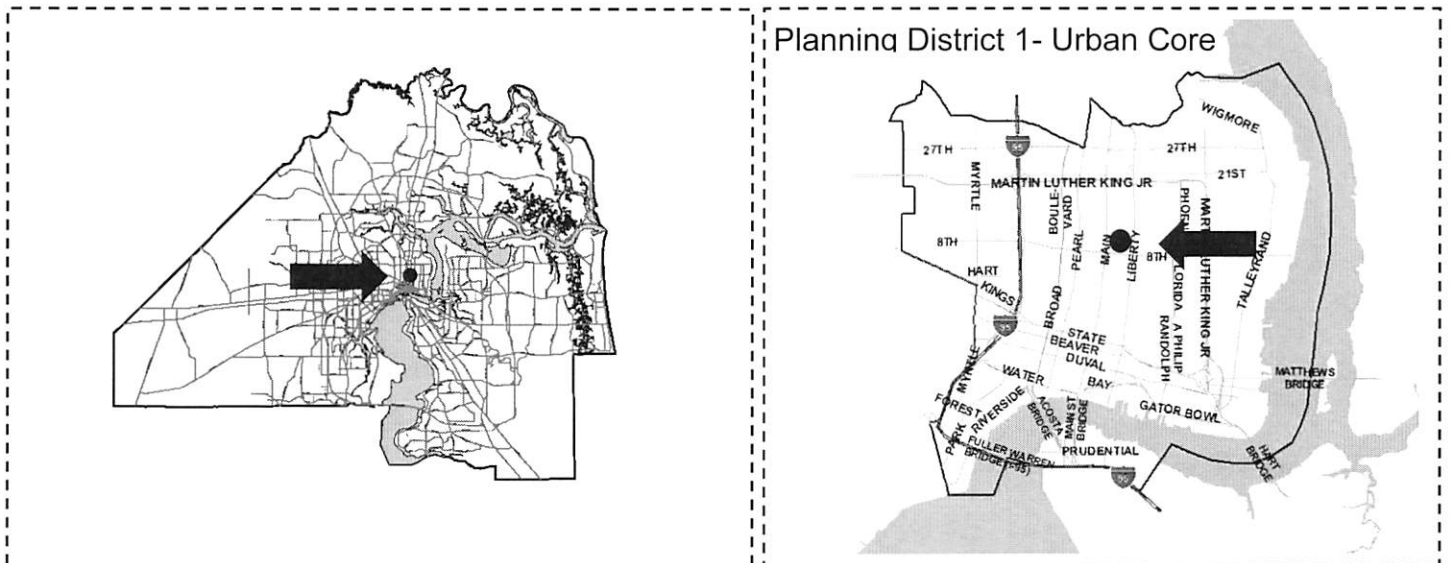 Planning District 1- Urban Core
WIGMORE
27TH
95
27TH
MYRTLE
21ST
MARTIN LUTHER KING JR
BOULE-
VARD
MARTIN LUTHER KING JR
PEARL
MAIN
LIBERTY
8TH
8TH
TALLEYRAND
HART
KINGS
BROAD
FLORIDA
A PHILIP
RANDOLPH
95
STATE
BEAVER
DUVAL
MYRTLE
WATER
BAY
MATTHEWS
BRIDGE
FOREST
RIVERSIDE
ACOSTA
BRIDGE
MAIN ST
BRIDGE
GATOR BOWL
PARK
FULLER WARREN
BRIDGE (I-95)
PRUDENTIAL
HART
BRIDGE
95